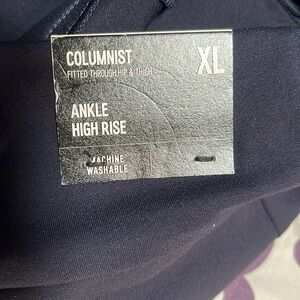 COLUMNIST
XL
FITTED THROUGH HIP & THIGH
ANKLE
HIGH RISE
MACHINE
WASHABLE